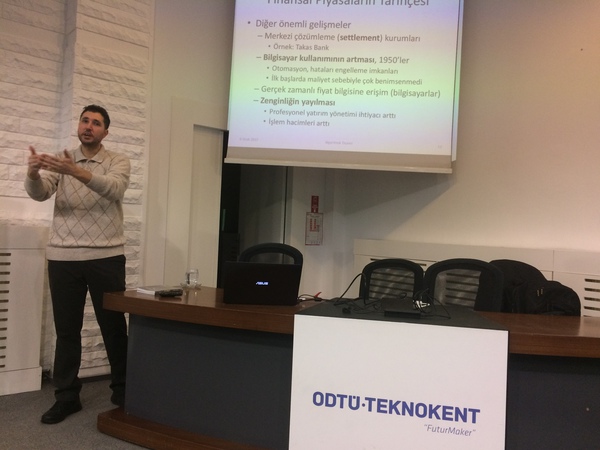 Finansal Piyasaların Tarihçesi
• Diğer önemli gelişmeler
– Merkezi çözümleme (settlement) kurumları
• Örnek: Takas Bank
– Bilgisayar kullanımının artması, 1950'ler
• Otomasyon, hataları engelleme imkanları
• İlk başlarda maliyet sebebiyle çok benimsenmedi
– Gerçek zamanlı fiyat bilgisine erişim (bilgisayarlar)
– Zenginliğin yayılması
• Profesyonel yatırım yönetimi ihtiyacı arttı
• İşlem hacimleri arttı
ASUS
ODTÜ-TEKNOKENT
"FuturMaker"